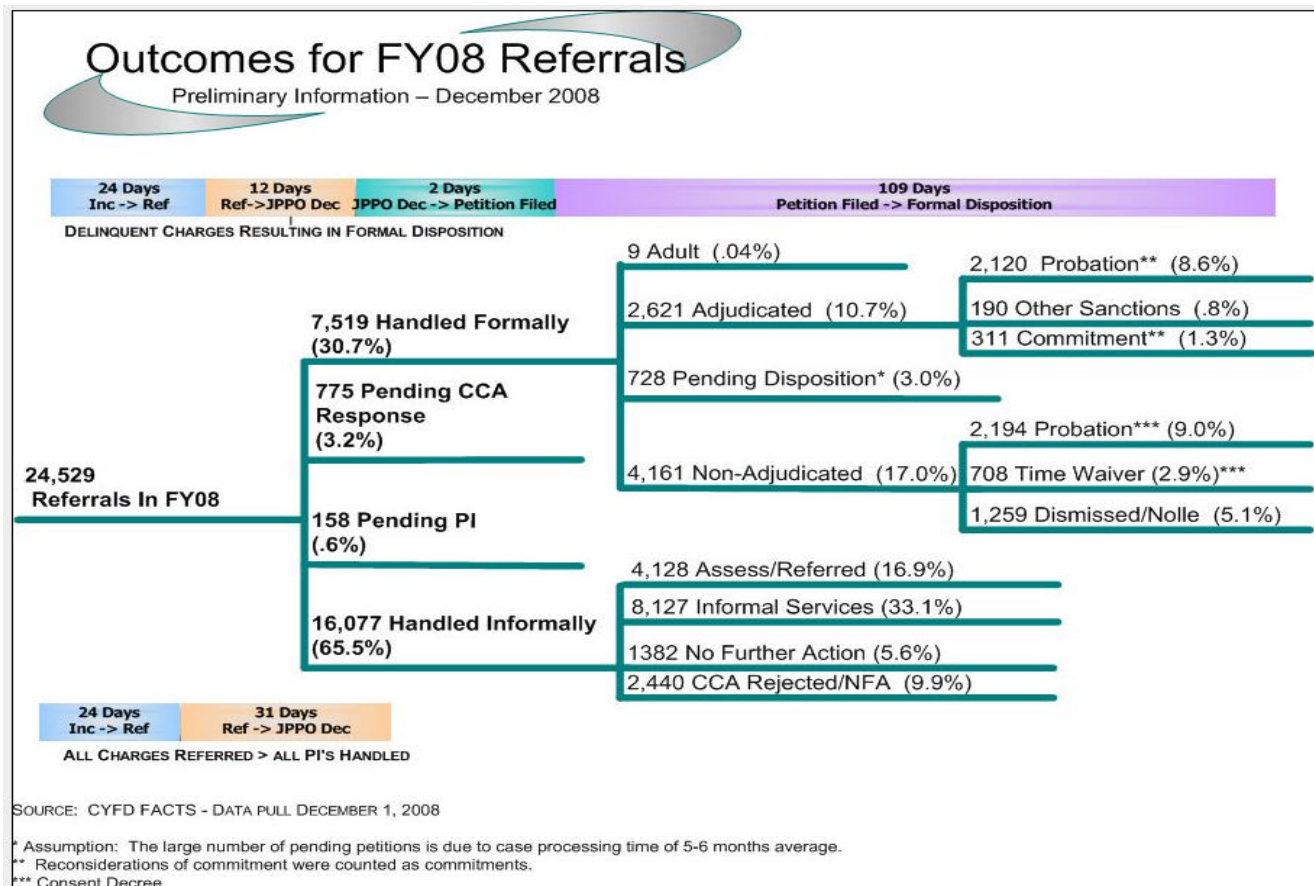 Outcomes for FY08 Referrals
Preliminary Information – December 2008
24 Days
Inc -> Ref
12 Days
Ref->JPPO Dec
2 Days
JPPO Dec -> Petition Filed
109 Days
Petition Filed -> Formal Disposition
DELINQUENT CHARGES RESULTING IN FORMAL DISPOSITION
24,529
Referrals In FY08
7,519 Handled Formally
(30.7%)
775 Pending CCA
Response
(3.2%)
158 Pending PI
(.6%)
16,077 Handled Informally
(65.5%)
9 Adult (.04%)
2,621 Adjudicated (10.7%)
728 Pending Disposition* (3.0%)
4,161 Non-Adjudicated (17.0%)
2,120 Probation** (8.6%)
190 Other Sanctions (.8%)
311 Commitment** (1.3%)
2,194 Probation*** (9.0%)
708 Time Waiver (2.9%)***
1,259 Dismissed/Nolle (5.1%)
4,128 Assess/Referred (16.9%)
8,127 Informal Services (33.1%)
1382 No Further Action (5.6%)
2,440 CCA Rejected/NFA (9.9%)
24 Days
Inc -> Ref
31 Days
Ref -> JPPO Dec
ALL CHARGES REFERRED > ALL PI'S HANDLED
SOURCE: CYFD FACTS - DATA PULL DECEMBER 1, 2008
* Assumption: The large number of pending petitions is due to case processing time of 5-6 months average.
** Reconsiderations of commitment were counted as commitments.
*** Consent Decree